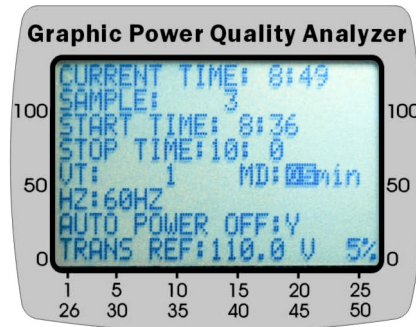 Graphic Power Quality Analyzer
CURRENT TIME: 8:49
SAMPLE: 3
START TIME: 8:36
STOP TIME:10: 0
VT: 1 MD:05min
HZ:60HZ
AUTO POWER OFF:Y
TRANS REF:110.0 V 5%
100 100
50 50
0 0
1 5 10 15 20 25
26 30 35 40 45 50